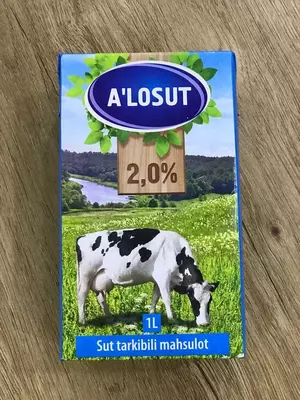 A'LOSUT
2,0%
1L
Sut tarkibili mahsulot